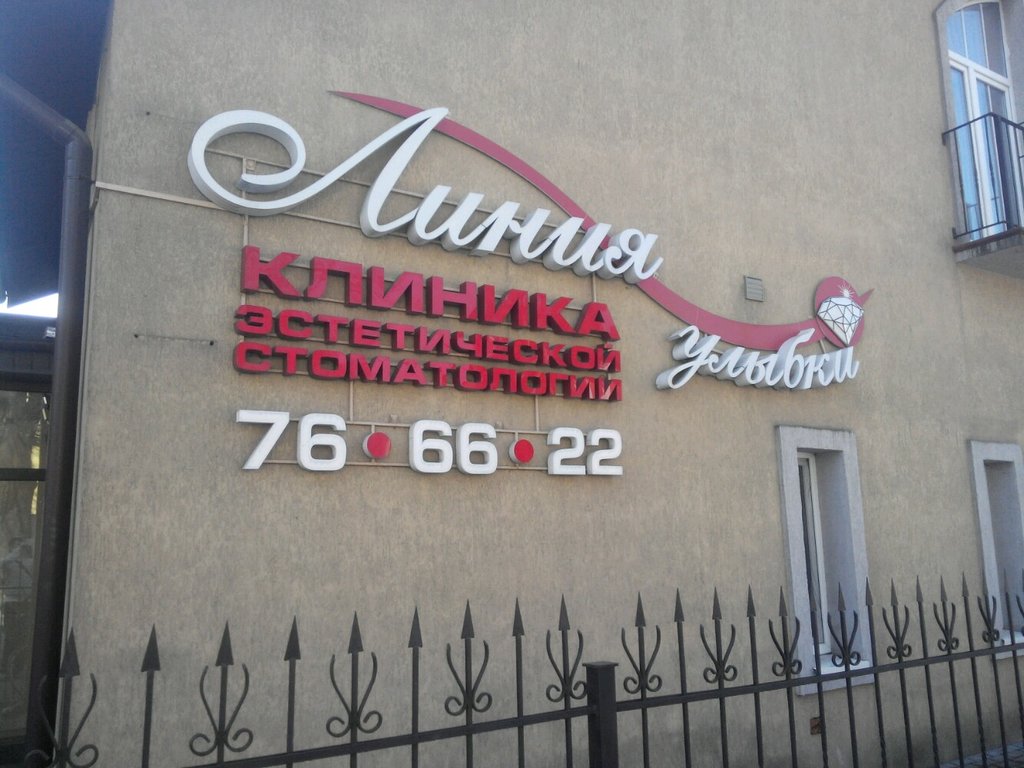 Линия
улыбки
КЛИНИКА
ЭСТЕТИЧЕСКОЙ
СТОМАТОЛОГИИ
76•66•22